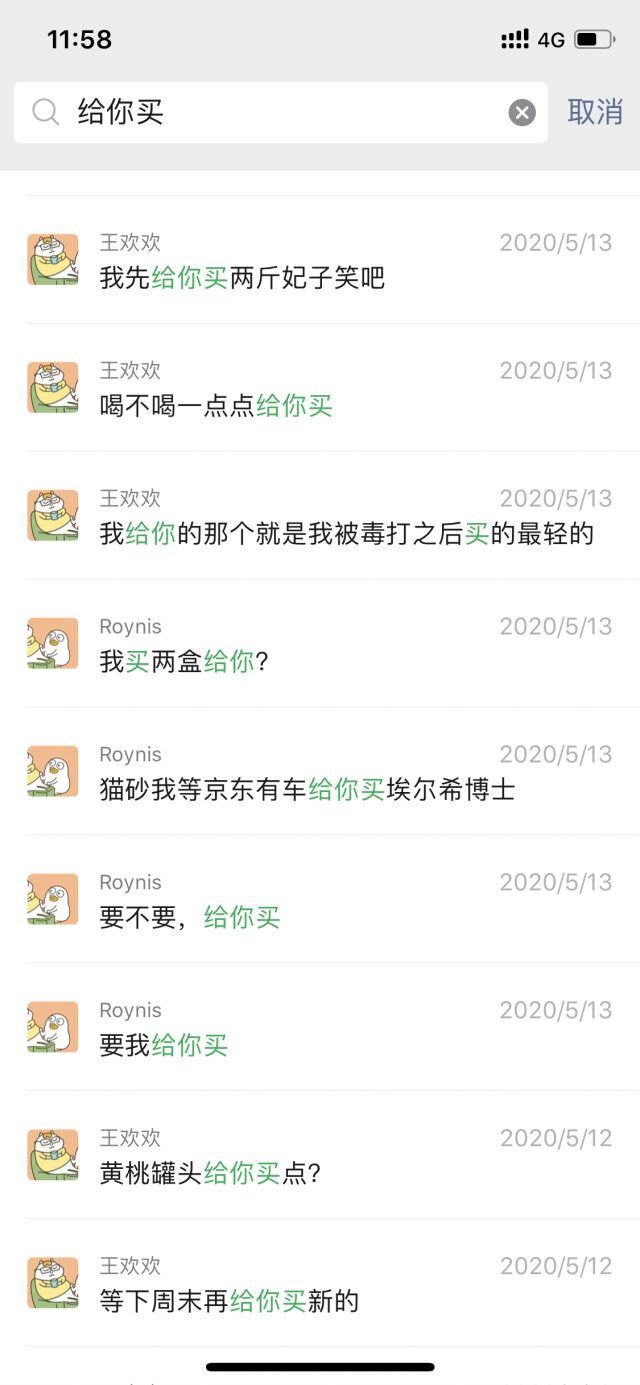 11:58
4G
给你买
取消
王欢欢
2020/5/13
我先给你买两斤妃子笑吧
王欢欢
2020/5/13
喝不喝一点点给你买
王欢欢
2020/5/13
我给你的那个就是我被毒打之后买的最轻的
Roynis
2020/5/13
我买两盒给你?
Roynis
2020/5/13
猫砂我等京东有车给你买埃尔希博士
Roynis
2020/5/13
要不要，给你买
Roynis
2020/5/13
要我给你买
王欢欢
2020/5/12
黄桃罐头给你买点?
王欢欢
2020/5/12
等下周末再给你买新的